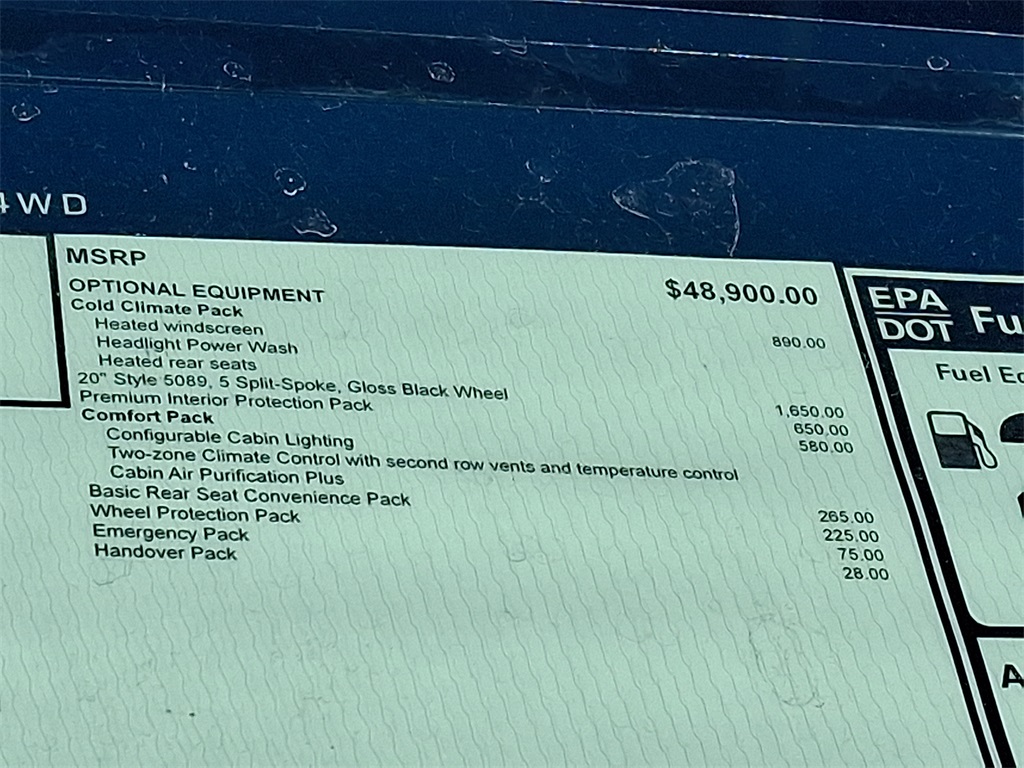 4WD
MSRP $48,900.00
OPTIONAL EQUIPMENT
Cold Climate Pack 890.00
Heated windscreen
Headlight Power Wash
Heated rear seats
20" Style 5089, 5 Split-Spoke, Gloss Black Wheel 1,650.00
Premium Interior Protection Pack 650.00
Comfort Pack 580.00
Configurable Cabin Lighting
Two-zone Climate Control with second row vents and temperature control
Cabin Air Purification Plus
Basic Rear Seat Convenience Pack 265.00
Wheel Protection Pack 225.00
Emergency Pack 75.00
Handover Pack 28.00
EPA
DOT Fu
Fuel Ec
A